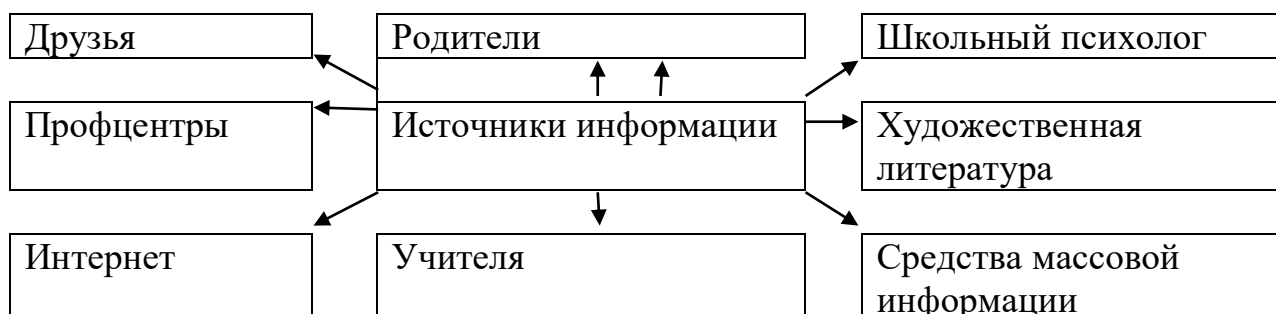 Друзья
Родители
Школьный психолог
Профцентры
Источники информации
Художественная
литература
Интернет
Учителя
Средства массовой
информации